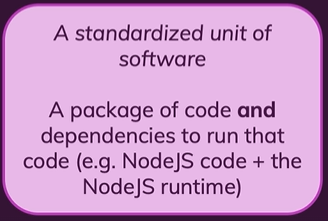 A standardized unit of
software
A package of code and
dependencies to run that
code (e.g. NodeJS code + the
NodeJS runtime)